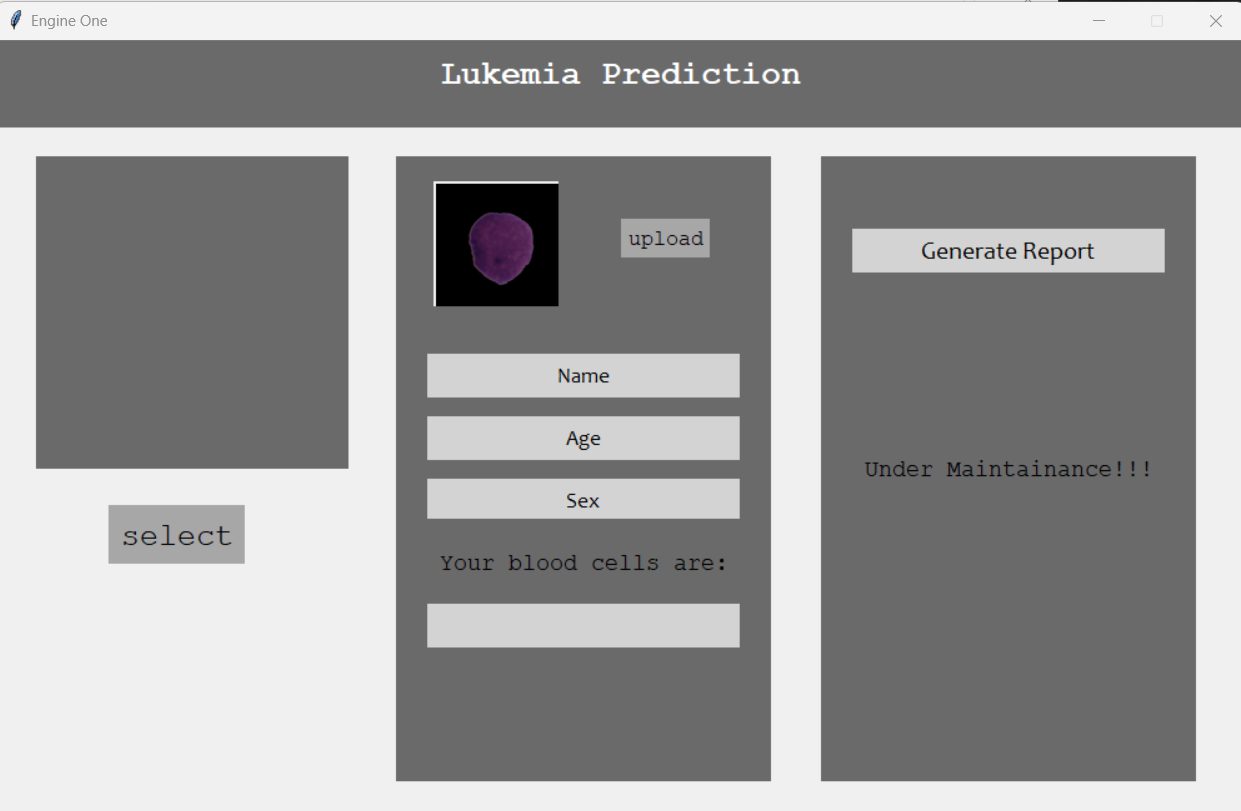 Engine One
Lukemia Prediction
select
upload
Name
Age
Sex
Your blood cells are:
Generate Report
Under Maintainance!!!